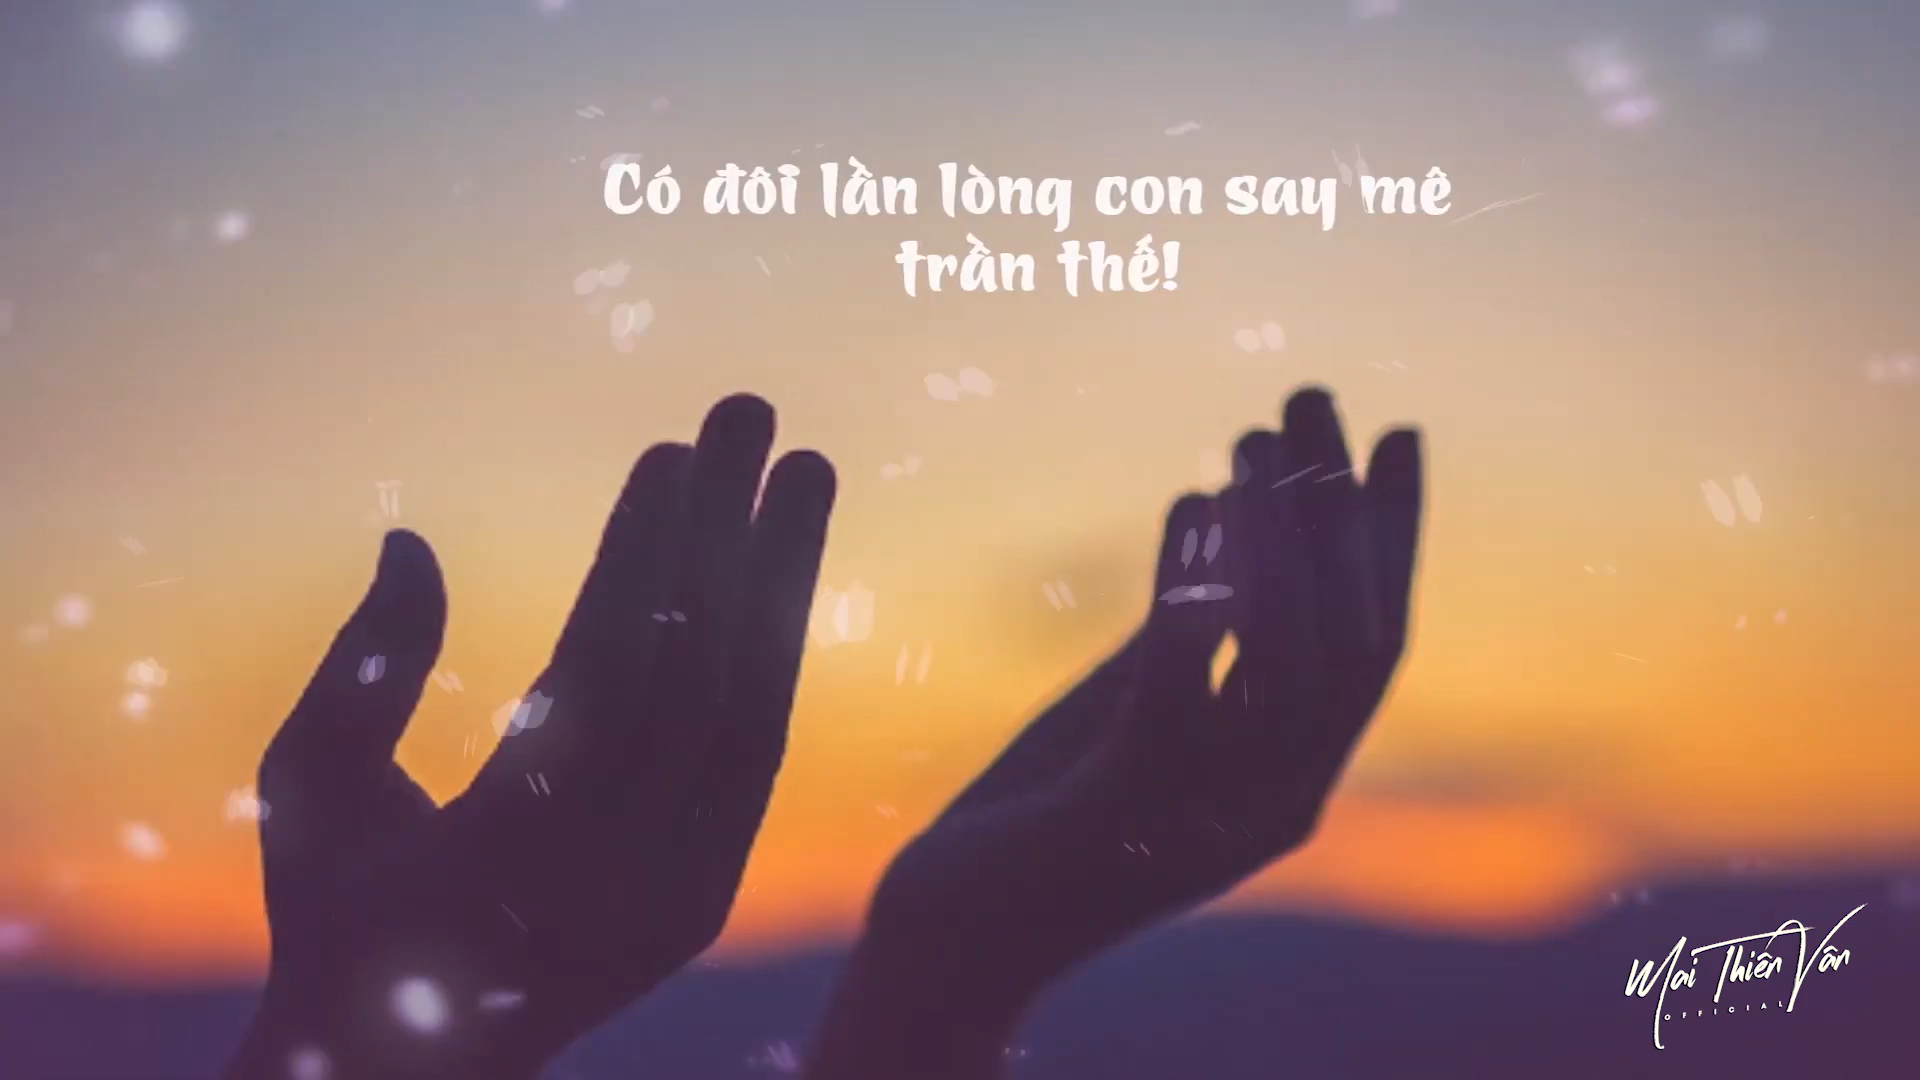 Có đôi lần lòng con say mê
trần thế!
Mai Thiên Vân
OFFICIAL